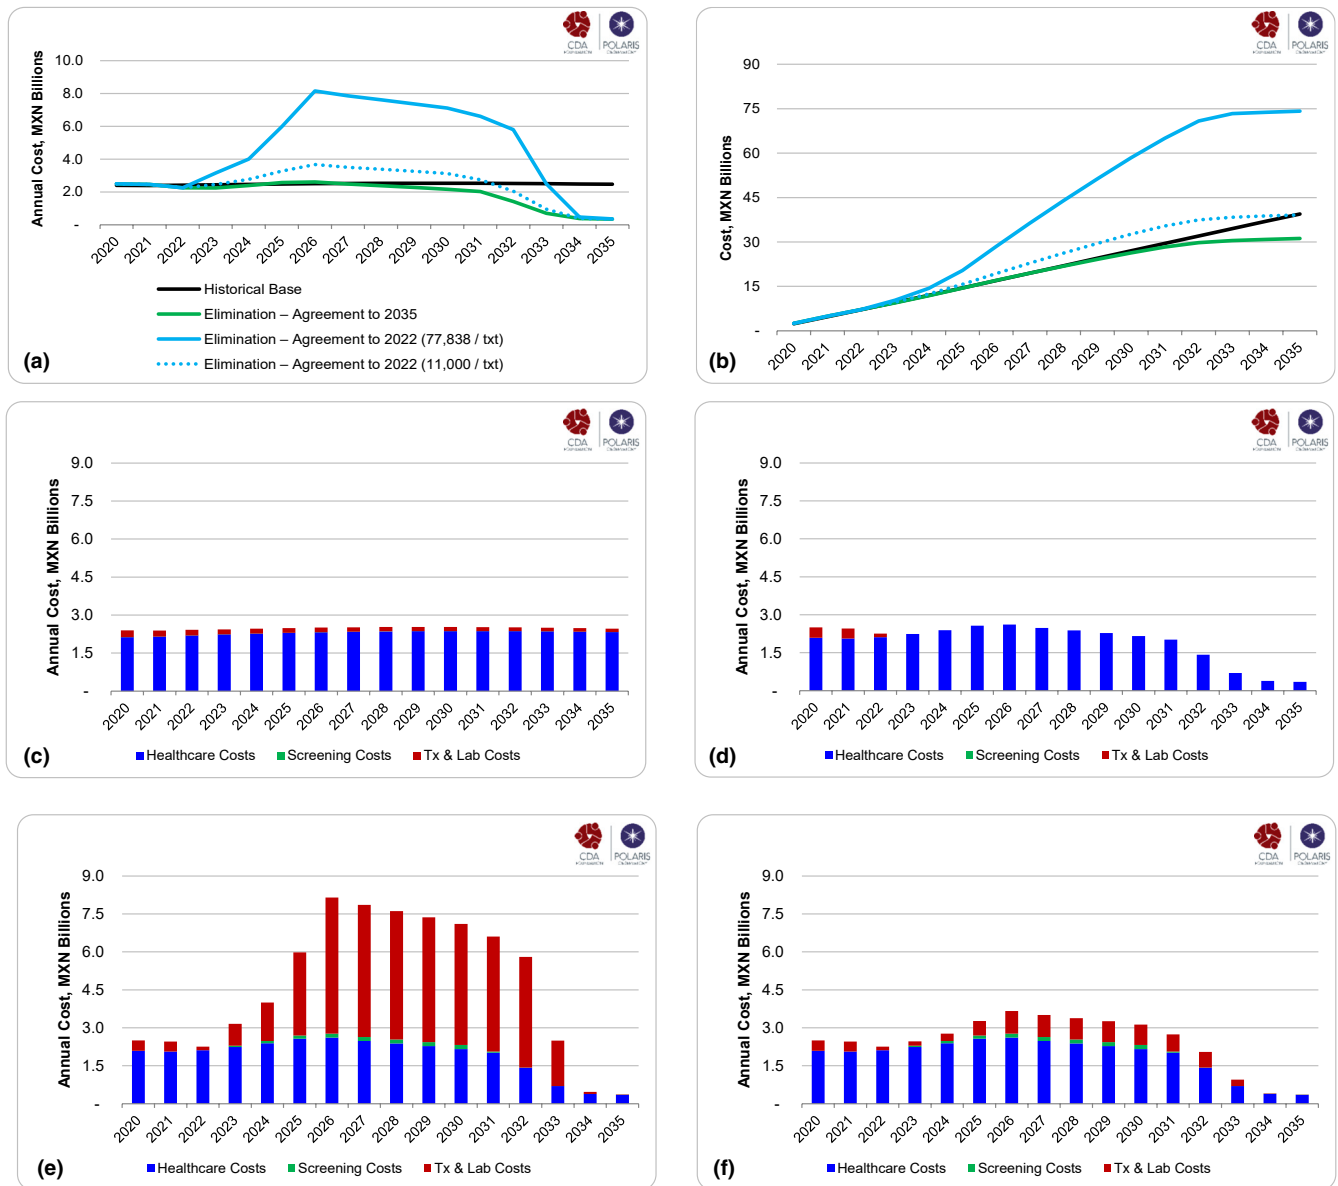 CDA
FOUNDATION
POLARIS
OBSERVATORY
Annual Cost, MXN Billions
10.0
8.0
6.0
4.0
2.0
-
2020 2021 2022 2023 2024 2025 2026 2027 2028 2029 2030 2031 2032 2033 2034 2035
Historical Base
Elimination – Agreement to 2035
Elimination – Agreement to 2022 (77,838 / txt)
Elimination – Agreement to 2022 (11,000 / txt)
(a)
CDA
FOUNDATION
POLARIS
OBSERVATORY
Cost, MXN Billions
90
75
60
45
30
15
-
2020 2021 2022 2023 2024 2025 2026 2027 2028 2029 2030 2031 2032 2033 2034 2035
(b)
CDA
FOUNDATION
POLARIS
OBSERVATORY
Annual Cost, MXN Billions
9.0
7.5
6.0
4.5
3.0
1.5
-
2020 2021 2022 2023 2024 2025 2026 2027 2028 2029 2030 2031 2032 2033 2034 2035
Healthcare Costs Screening Costs Tx & Lab Costs
(c)
CDA
FOUNDATION
POLARIS
OBSERVATORY
Annual Cost, MXN Billions
9.0
7.5
6.0
4.5
3.0
1.5
-
2020 2021 2022 2023 2024 2025 2026 2027 2028 2029 2030 2031 2032 2033 2034 2035
Healthcare Costs Screening Costs Tx & Lab Costs
(d)
CDA
FOUNDATION
POLARIS
OBSERVATORY
Annual Cost, MXN Billions
9.0
7.5
6.0
4.5
3.0
1.5
-
2020 2021 2022 2023 2024 2025 2026 2027 2028 2029 2030 2031 2032 2033 2034 2035
Healthcare Costs Screening Costs Tx & Lab Costs
(e)
CDA
FOUNDATION
POLARIS
OBSERVATORY
Annual Cost, MXN Billions
9.0
7.5
6.0
4.5
3.0
1.5
-
2020 2021 2022 2023 2024 2025 2026 2027 2028 2029 2030 2031 2032 2033 2034 2035
Healthcare Costs Screening Costs Tx & Lab Costs
(f)